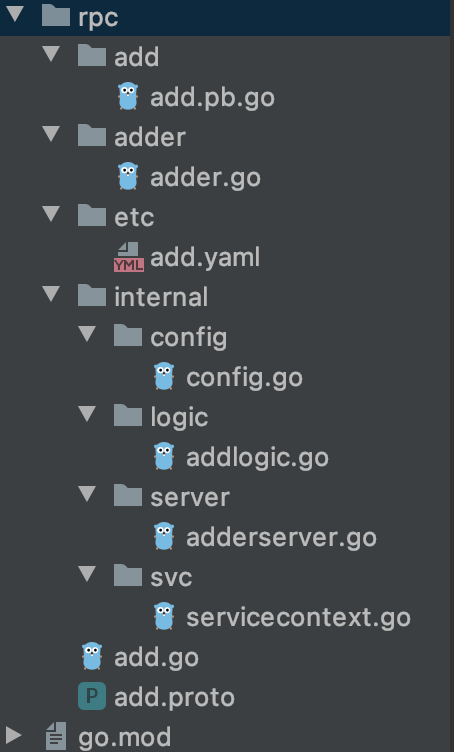 rpc
add
add.pb.go
adder
adder.go
etc
YML add.yaml
internal
config
config.go
logic
addlogic.go
server
adderserver.go
svc
servicecontext.go
add.go
P add.proto
go.mod